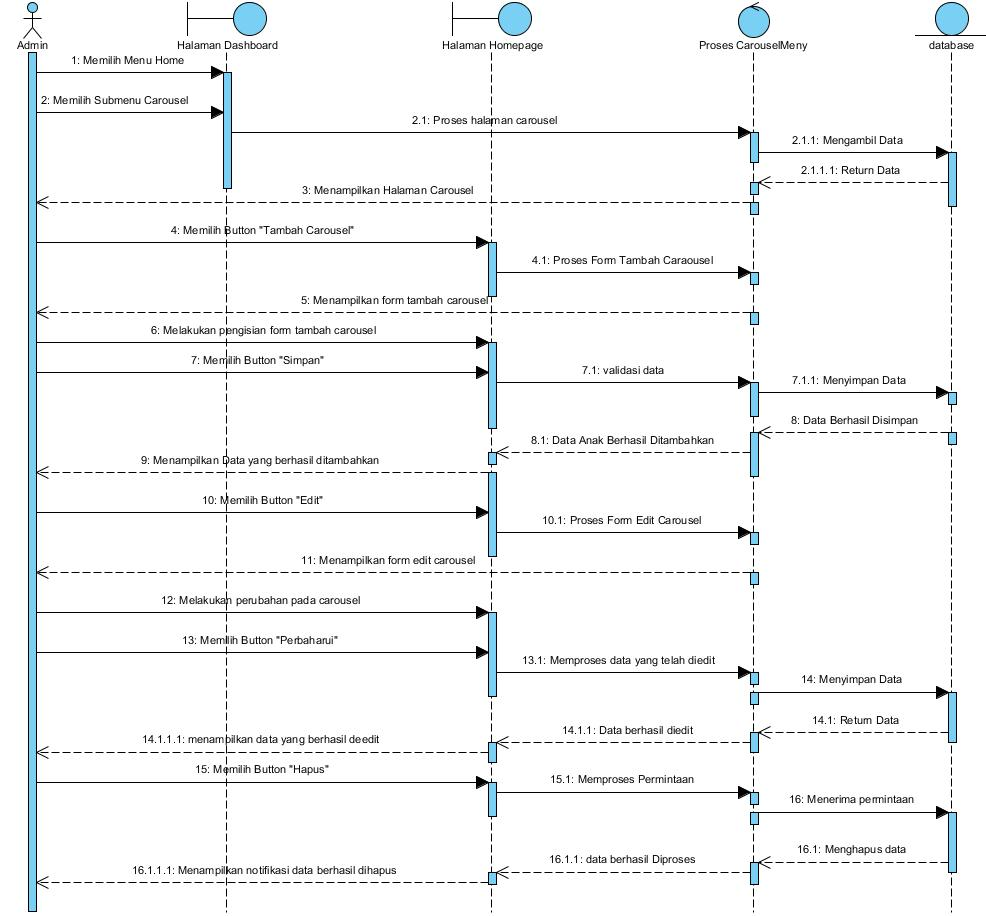 Admin
Halaman Dashboard
Halaman Homepage
Proses CarouselMeny
database
1: Memilih Menu Home
2: Memilih Submenu Carousel
2.1: Proses halaman carousel
2.1.1: Mengambil Data
2.1.1.1: Return Data
3: Menampilkan Halaman Carousel
4: Memilih Button "Tambah Carousel"
4.1: Proses Form Tambah Caraousel
5: Menampilkan form tambah carousel
6: Melakukan pengisian form tambah carousel
7: Memilih Button "Simpan"
7.1: validasi data
7.1.1: Menyimpan Data
8: Data Berhasil Disimpan
8.1: Data Anak Berhasil Ditambahkan
9: Menampilkan Data yang berhasil ditambahkan
10: Memilih Button "Edit"
10.1: Proses Form Edit Carousel
11: Menampilkan form edit carousel
12: Melakukan perubahan pada carousel
13: Memilih Button "Perbaharui"
13.1: Memproses data yang telah diedit
14: Menyimpan Data
14.1: Return Data
14.1.1: Data berhasil diedit
14.1.1.1: menambilkan data yang berhasil deedit
15: Memilih Button "Hapus"
15.1: Memproses Permintaan
16: Menerima permintaan
16.1: Menghapus data
16.1.1: data berhasil Diproses
16.1.1.1: Menampilkan notifikasi data berhasil dihapus